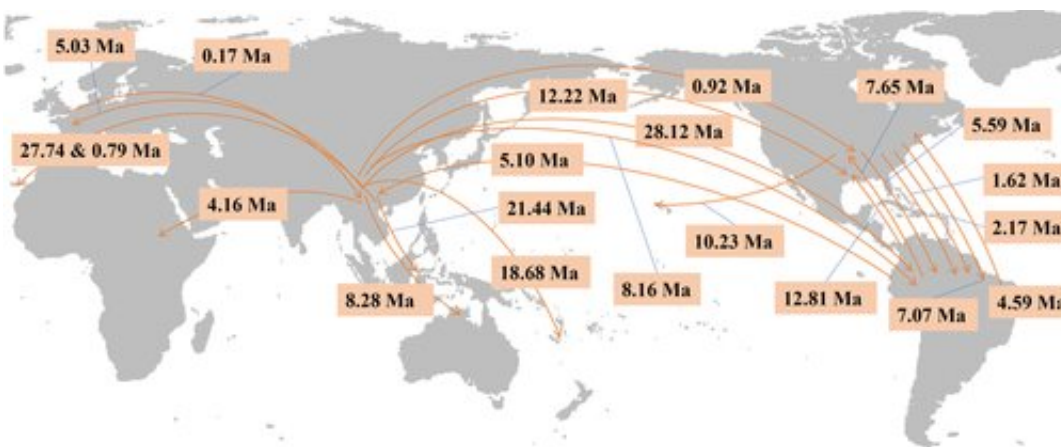 5.03 Ma
0.17 Ma
0.92 Ma
7.65 Ma
12.22 Ma
28.12 Ma
5.59 Ma
27.74 & 0.79 Ma
5.10 Ma
1.62 Ma
4.16 Ma
21.44 Ma
2.17 Ma
10.23 Ma
18.68 Ma
8.16 Ma
8.28 Ma
12.81 Ma
7.07 Ma
4.59 Ma